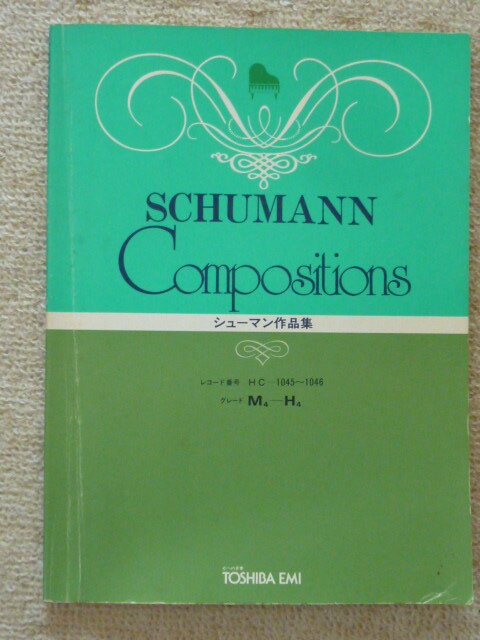 SCHUMANN
Compositions
シューマン作品集
レコード番号 HC—1045〜1046
グレード M4—H4
TOSHIBA EMI